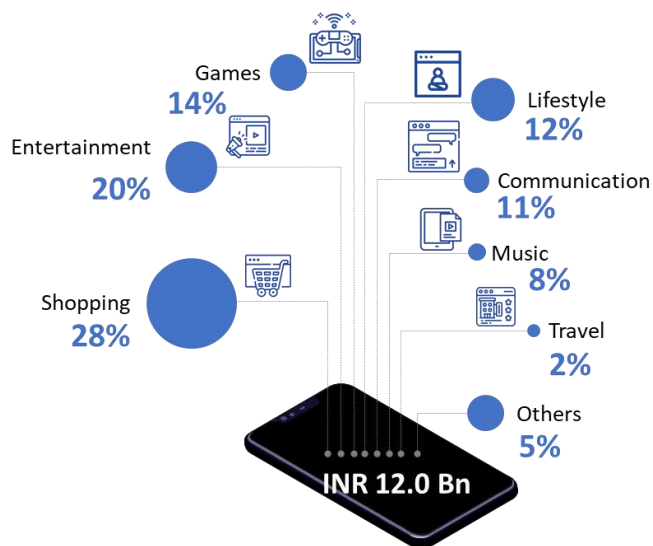 Games
14%
Entertainment
20%
Shopping
28%
Lifestyle
12%
Communication
11%
Music
8%
Travel
2%
Others
5%
INR 12.0 Bn